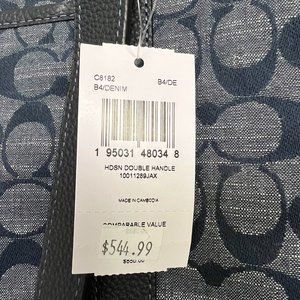 C8182 B4/DE
B4/DENIM
1 95031 48034 8
HDSN DOUBLE HANDLE
10011269JAX
MADE IN CAMBODIA
COMPARABLE VALUE
$544.99